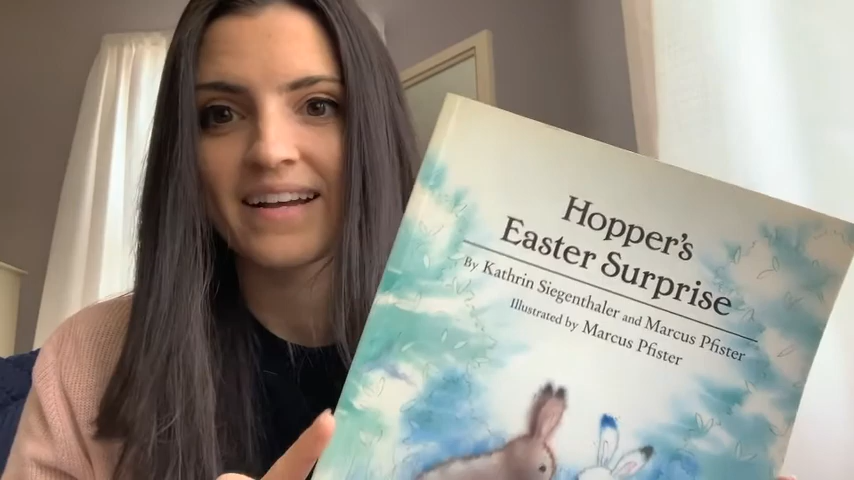 Hopper's
Easter Surprise
By Kathrin Siegenthaler and Marcus Pfister
Illustrated by Marcus Pfister